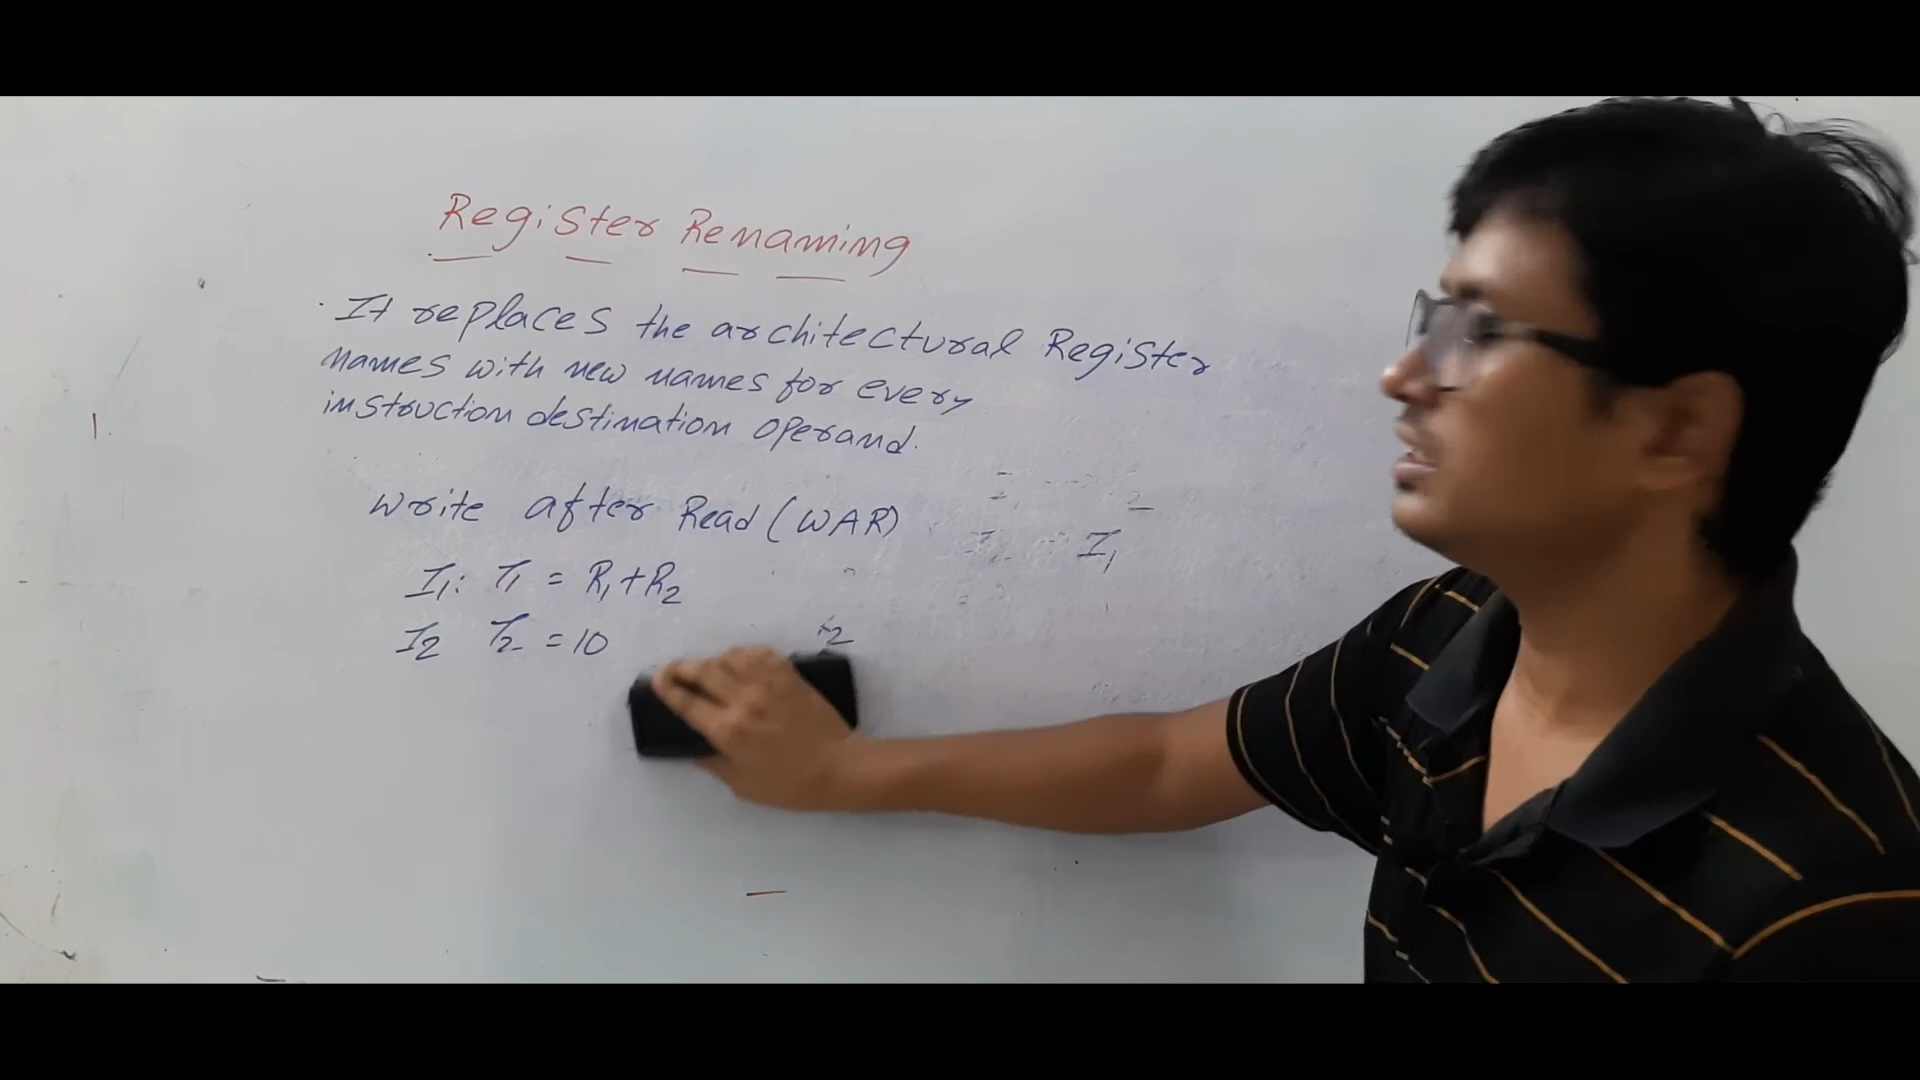 Register Renaming
· It replaces the architectural Register
names with new names for every
instruction destination operand.
Write after Read (WAR)
I₁: T₁ = R₁+R₂
I₁
I₂ T₂ = 10